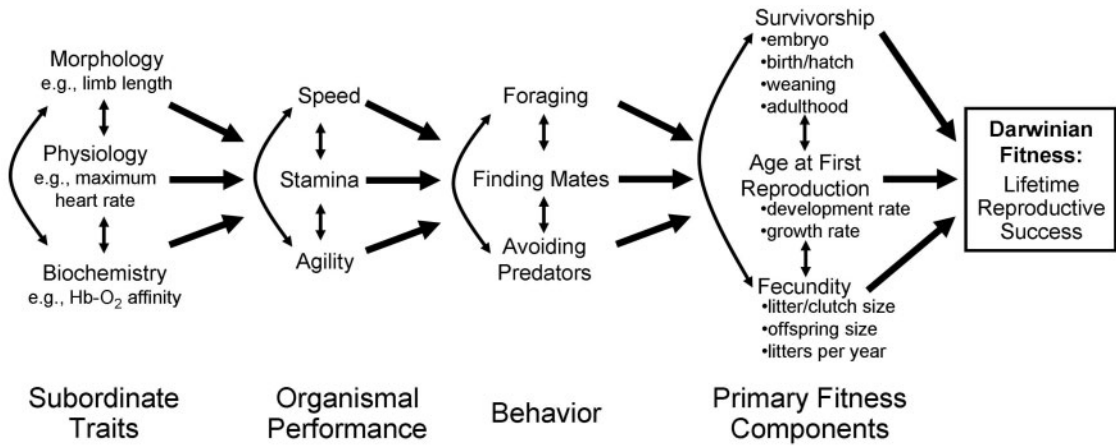 Morphology
e.g., limb length
Physiology
e.g., maximum
heart rate
Biochemistry
e.g., Hb-O₂ affinity
Subordinate
Traits
Speed
Stamina
Agility
Organismal
Performance
Foraging
Finding Mates
Avoiding
Predators
Behavior
Survivorship
•embryo
•birth/hatch
•weaning
•adulthood
Age at First
Reproduction
•development rate
•growth rate
Fecundity
•litter/clutch size
•offspring size
•litters per year
Primary Fitness
Components
Darwinian
Fitness:
Lifetime
Reproductive
Success